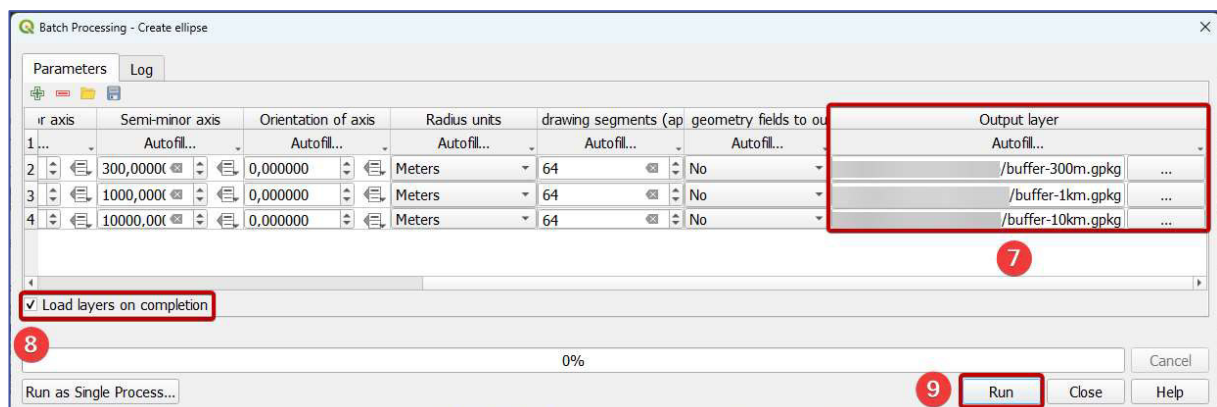 Batch Processing - Create ellipse
Parameters Log
or axis Semi-minor axis Orientation of axis Radius units drawing segments (ap geometry fields to ou Output layer
1 ... Autofill... Autofill... Autofill... Autofill... Autofill... Autofill...
2 300,0000( 0,000000 Meters 64 No /buffer-300m.gpkg ...
3 1000,000( 0,000000 Meters 64 No /buffer-1km.gpkg ...
4 10000,00( 0,000000 Meters 64 No /buffer-10km.gpkg ...
7
Load layers on completion
8
0% Cancel
Run as Single Process... 9 Run Close Help